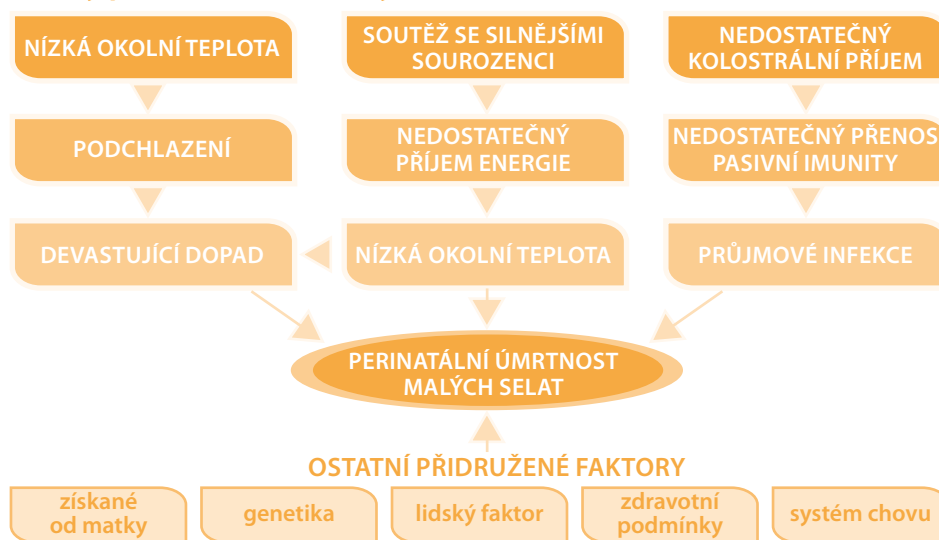 NÍZKÁ OKOLNÍ TEPLOTA
SOUTĚŽ SE SILNĚJŠÍMI
SOUROZENCI
NEDOSTATEČNÝ
KOLOSTRÁLNÍ PŘÍJEM
PODCHLAZENÍ
NEDOSTATEČNÝ
PŘÍJEM ENERGIE
NEDOSTATEČNÝ PŘENOS
PASIVNÍ IMUNITY
DEVASTUJÍCÍ DOPAD
NÍZKÁ OKOLNÍ TEPLOTA
PRŮJMOVÉ INFEKCE
PERINATÁLNÍ ÚMRTNOST
MALÝCH SELAT
OSTATNÍ PŘIDRUŽENÉ FAKTORY
získané
od matky
genetika
lidský faktor
zdravotní
podmínky
systém chovu